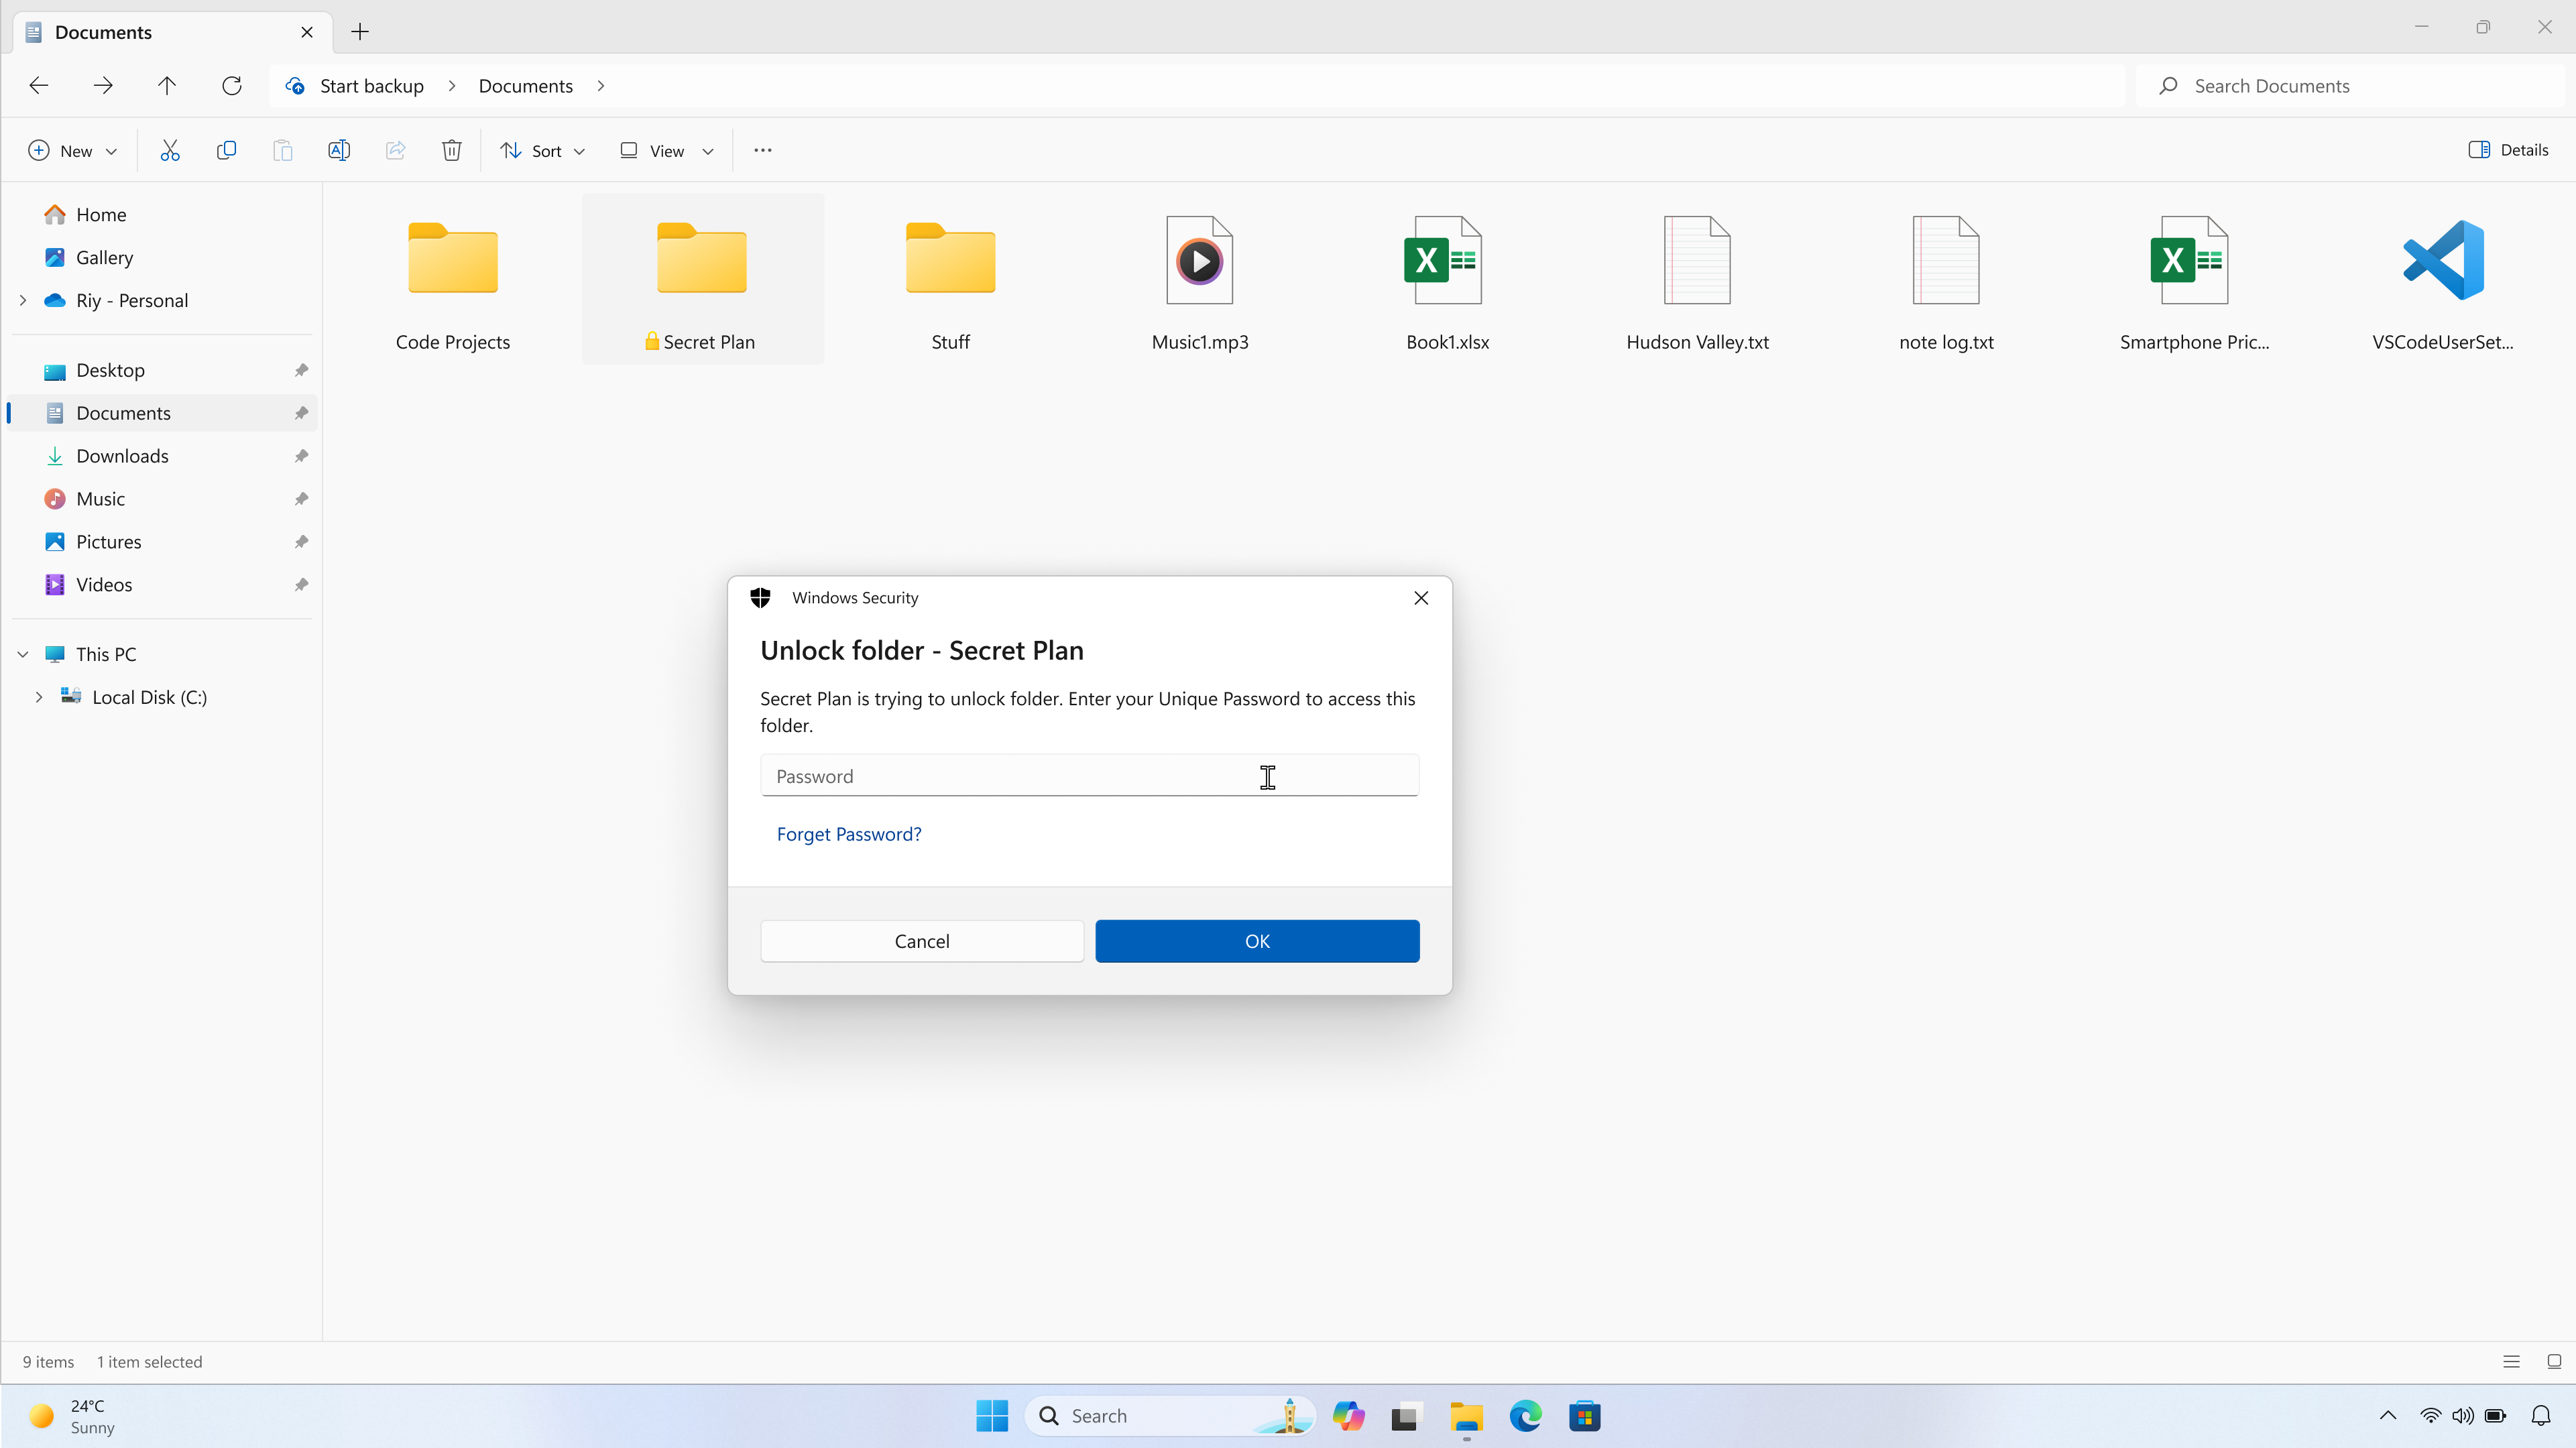 Documents
Start backup
Documents
Search Documents
New
Sort
View
Details
Home
Gallery
Riy - Personal
Desktop
Documents
Downloads
Music
Pictures
Videos
This PC
Local Disk (C:)
Code Projects
Secret Plan
Stuff
Music1.mp3
Book1.xlsx
Hudson Valley.txt
note log.txt
Smartphone Pric...
VSCodeUserSet...
Windows Security
Unlock folder - Secret Plan
Secret Plan is trying to unlock folder. Enter your Unique Password to access this
folder.
Password
Forget Password?
Cancel
OK
9 items
1 item selected
24°C
Sunny
Search